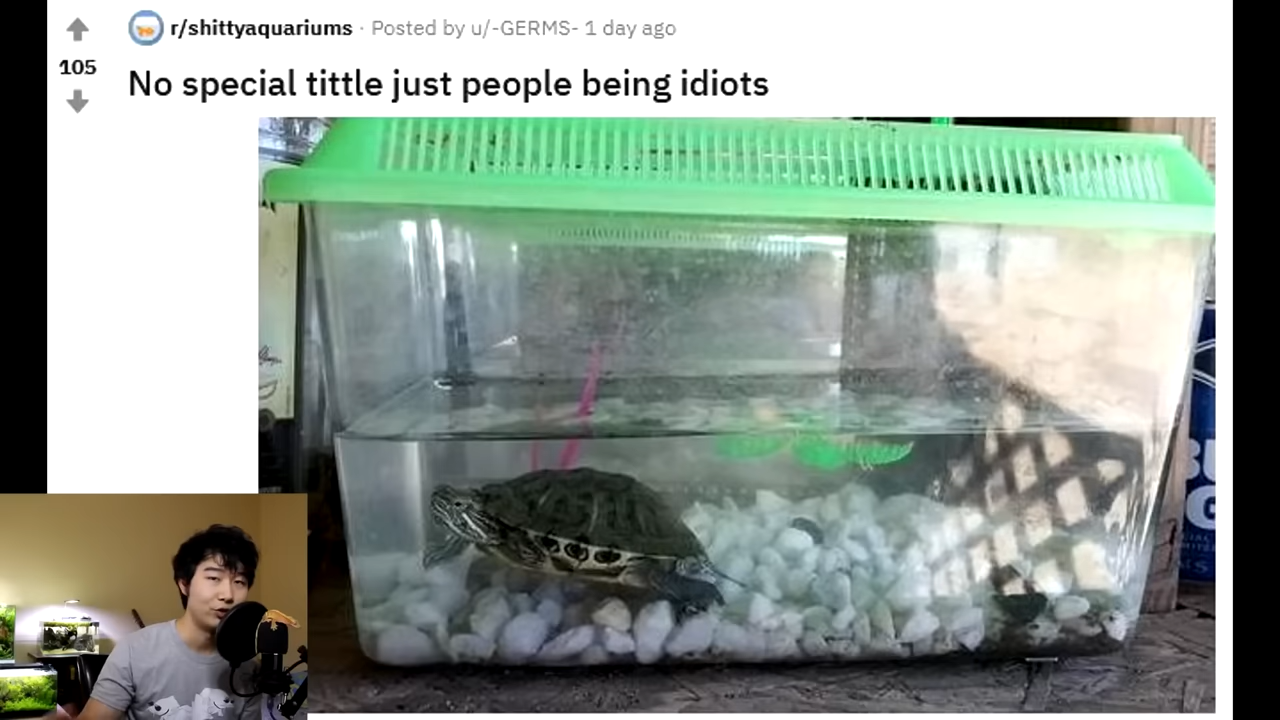 r/shittyaquariums · Posted by u/-GERMS- 1 day ago
105
No special tittle just people being idiots